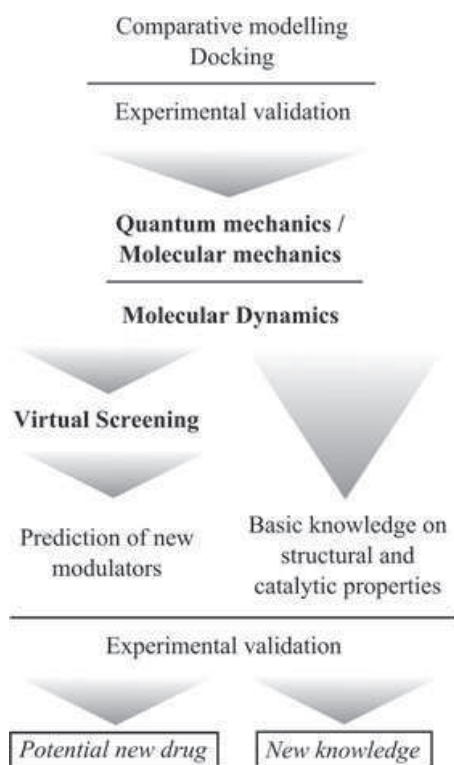 Comparative modelling
Docking
Experimental validation
Quantum mechanics /
Molecular mechanics
Molecular Dynamics
Virtual Screening
Prediction of new
modulators
Basic knowledge on
structural and
catalytic properties
Experimental validation
Potential new drug
New knowledge